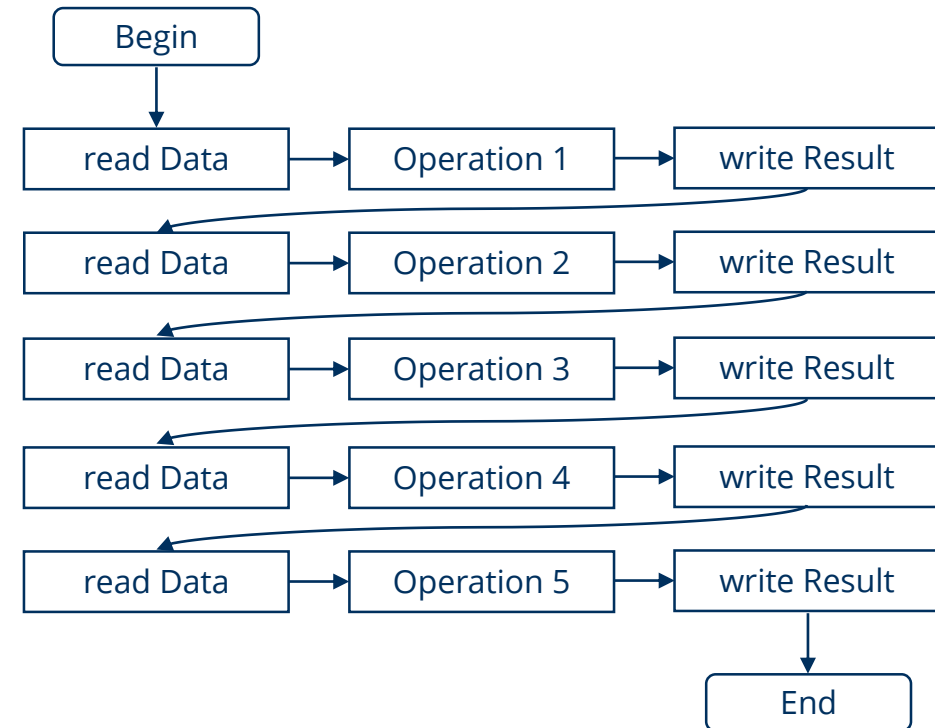 Begin
read Data
Operation 1
write Result
read Data
Operation 2
write Result
read Data
Operation 3
write Result
read Data
Operation 4
write Result
read Data
Operation 5
write Result
End